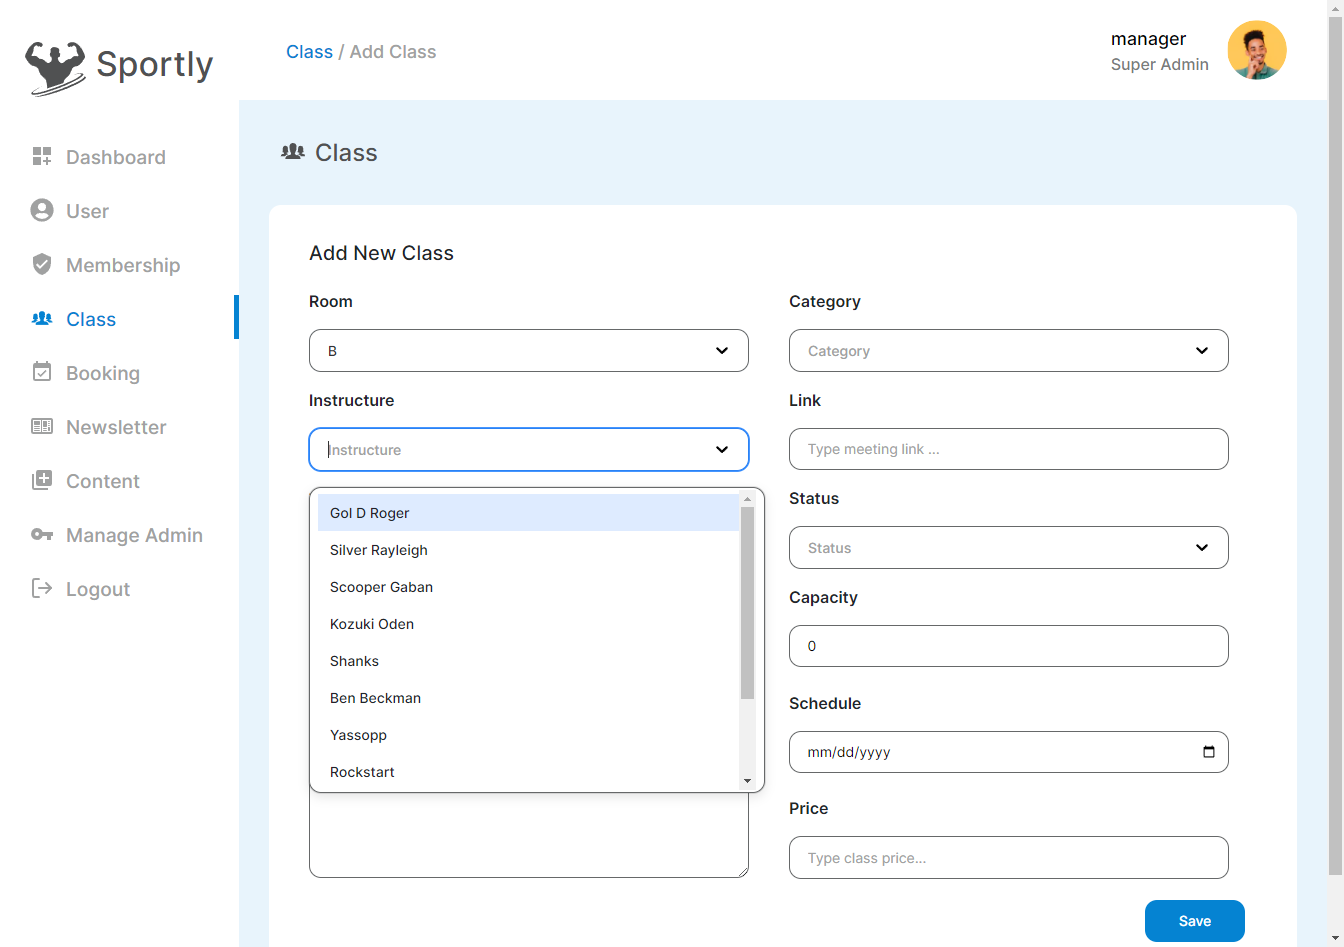 Sportly
Class / Add Class
manager
Super Admin
Dashboard
User
Membership
Class
Booking
Newsletter
Content
Manage Admin
Logout
Class
Add New Class
Room
B
Instructure
Instructure
Gol D Roger
Silver Rayleigh
Scooper Gaban
Kozuki Oden
Shanks
Ben Beckman
Yassopp
Rockstart
Category
Category
Link
Type meeting link ...
Status
Status
Capacity
0
Schedule
mm/dd/yyyy
Price
Type class price...
Save